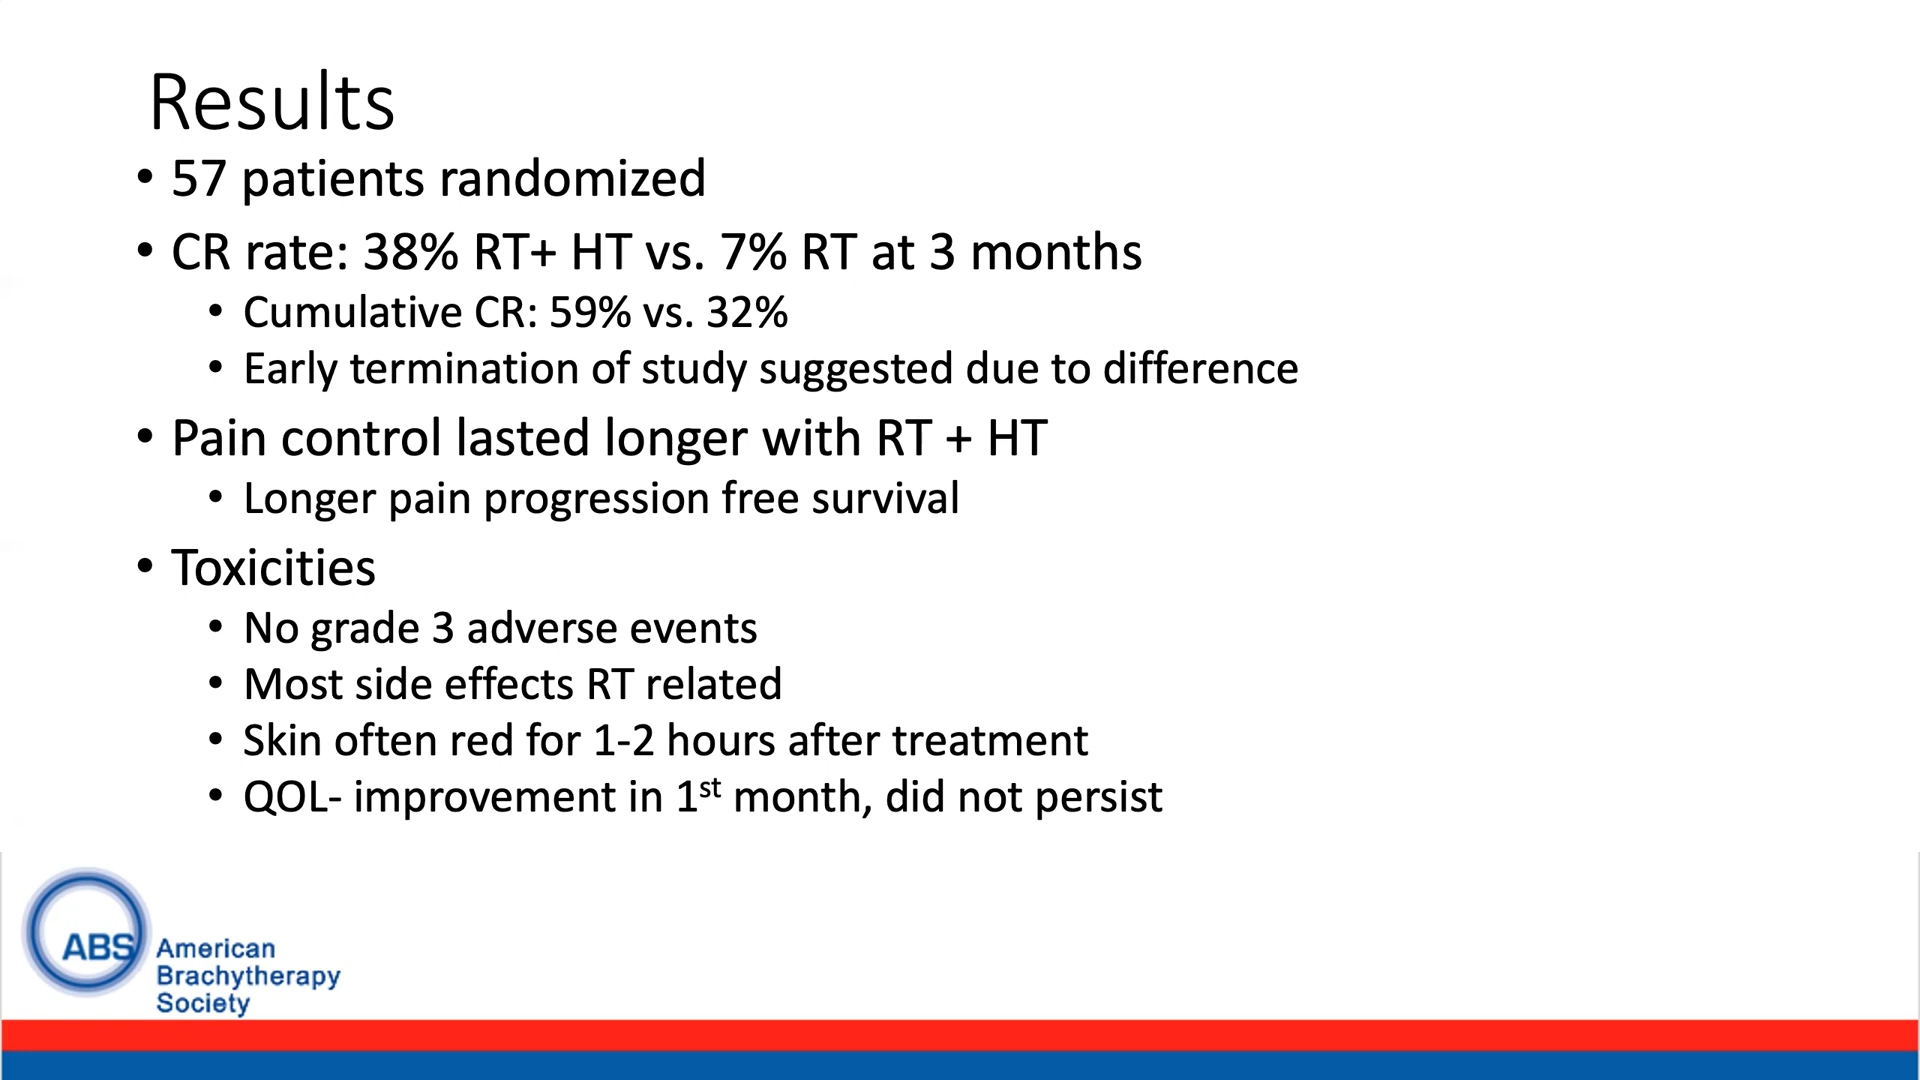 Results
• 57 patients randomized
• CR rate: 38% RT+ HT vs. 7% RT at 3 months
• Cumulative CR: 59% vs. 32%
• Early termination of study suggested due to difference
• Pain control lasted longer with RT + HT
• Longer pain progression free survival
• Toxicities
• No grade 3 adverse events
• Most side effects RT related
• Skin often red for 1-2 hours after treatment
• QOL- improvement in 1st month, did not persist
ABS American
Brachytherapy
Society